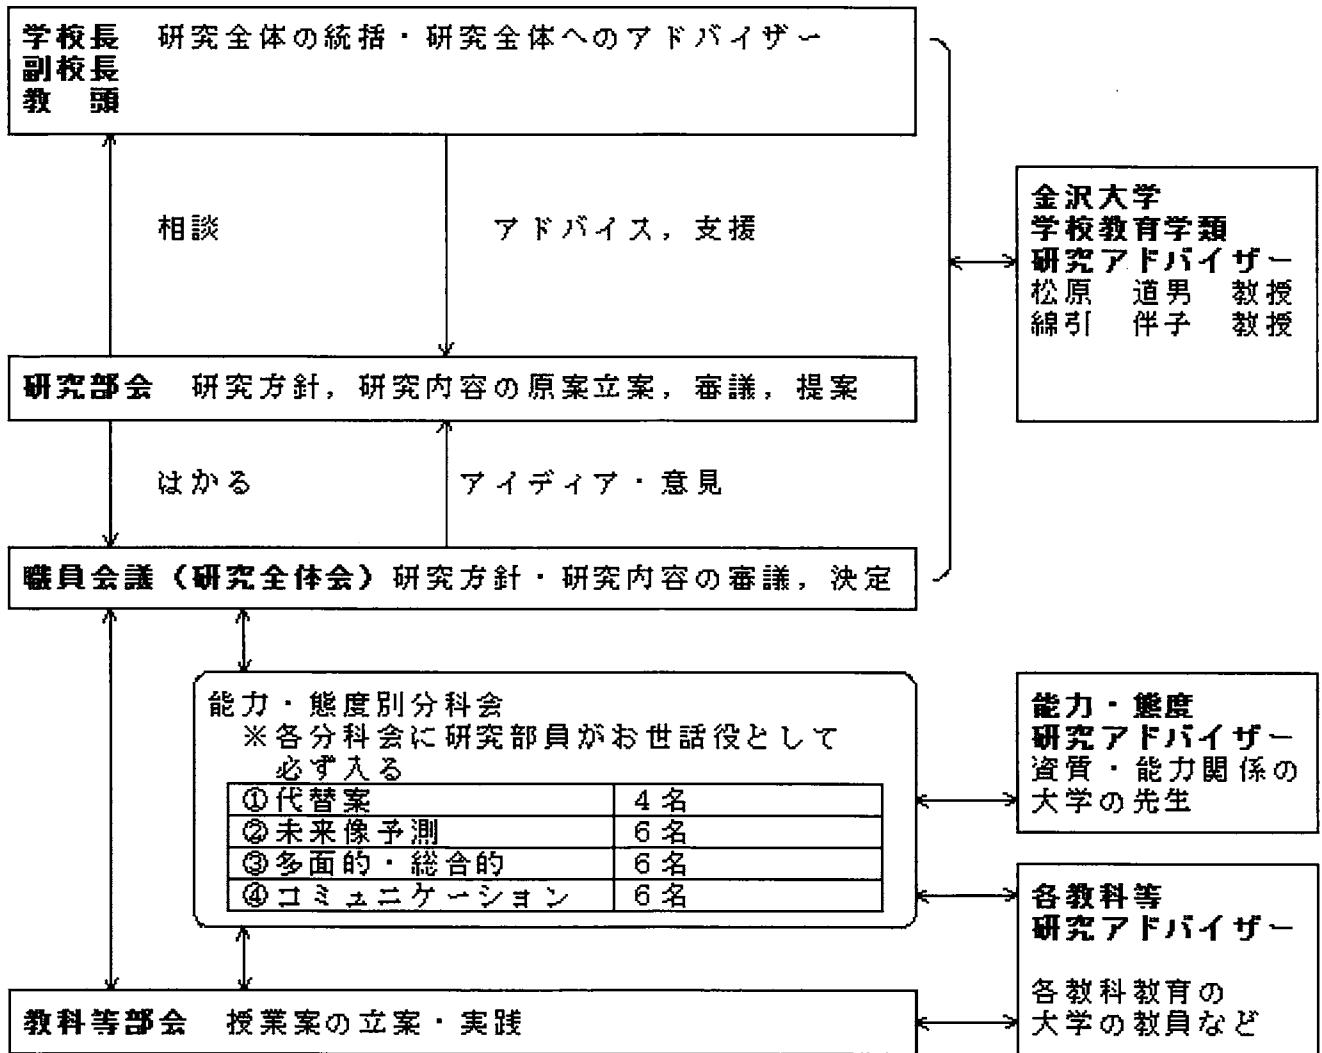 学校長　研究全体の統括・研究全体へのアドバイザー
副校長
教　頭
相談
アドバイス，支援
金沢大学
学校教育学類
研究アドバイザー
松原　道男　教授
綿引　伴子　教授
研究部会　研究方針，研究内容の原案立案，審議，提案
はかる
アイディア・意見
職員会議（研究全体会）研究方針・研究内容の審議，決定
能力・態度別分科会
※各分科会に研究部員がお世話役として
必ず入る
①代替案　4名
②未来像予測　6名
③多面的・総合的　6名
④コミュニケーション　6名
能力・態度
研究アドバイザー
資質・能力関係の
大学の先生
各教科等
研究アドバイザー
各教科教育の
大学の教員など
教科等部会　授業案の立案・実践